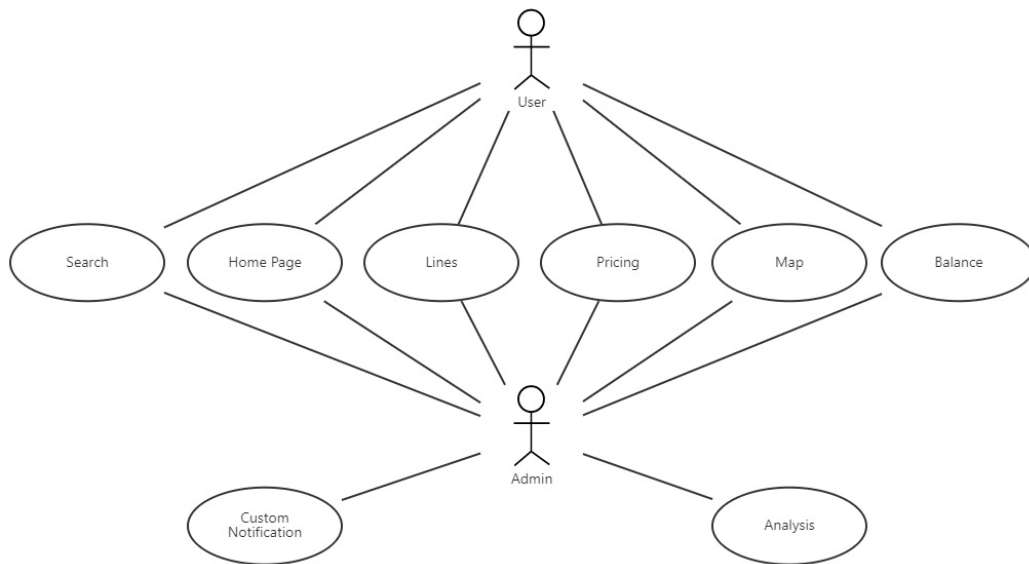 User
Search
Home Page
Lines
Pricing
Map
Balance
Admin
Custom
Notification
Analysis